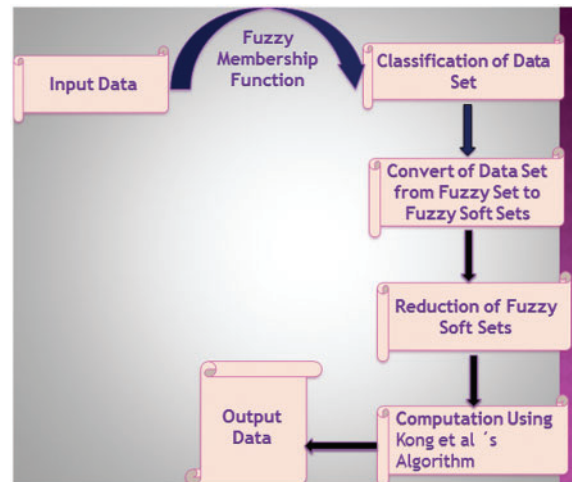 Fuzzy
Membership
Function
Input Data
Classification of Data
Set
Convert of Data Set
from Fuzzy Set to
Fuzzy Soft Sets
Reduction of Fuzzy
Soft Sets
Computation Using
Kong et al ´s
Algorithm
Output
Data